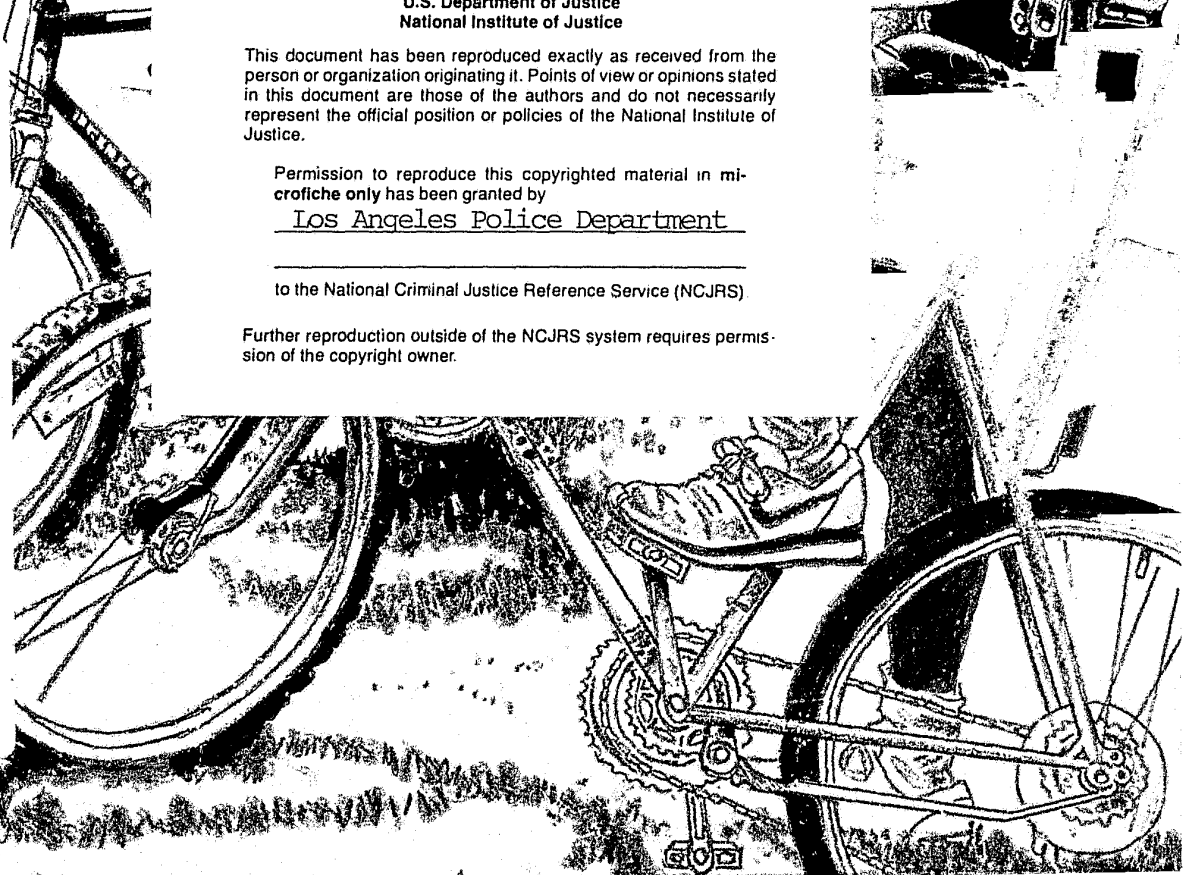 U.S. Department of Justice
National Institute of Justice
This document has been reproduced exactly as received from the
person or organization originating it. Points of view or opinions stated
in this document are those of the authors and do not necessarily
represent the official position or policies of the National Institute of
Justice.
Permission to reproduce this copyrighted material in mi-
crofiche only has been granted by
Los Angeles Police Department
to the National Criminal Justice Reference Service (NCJRS)
Further reproduction outside of the NCJRS system requires permis-
sion of the copyright owner.